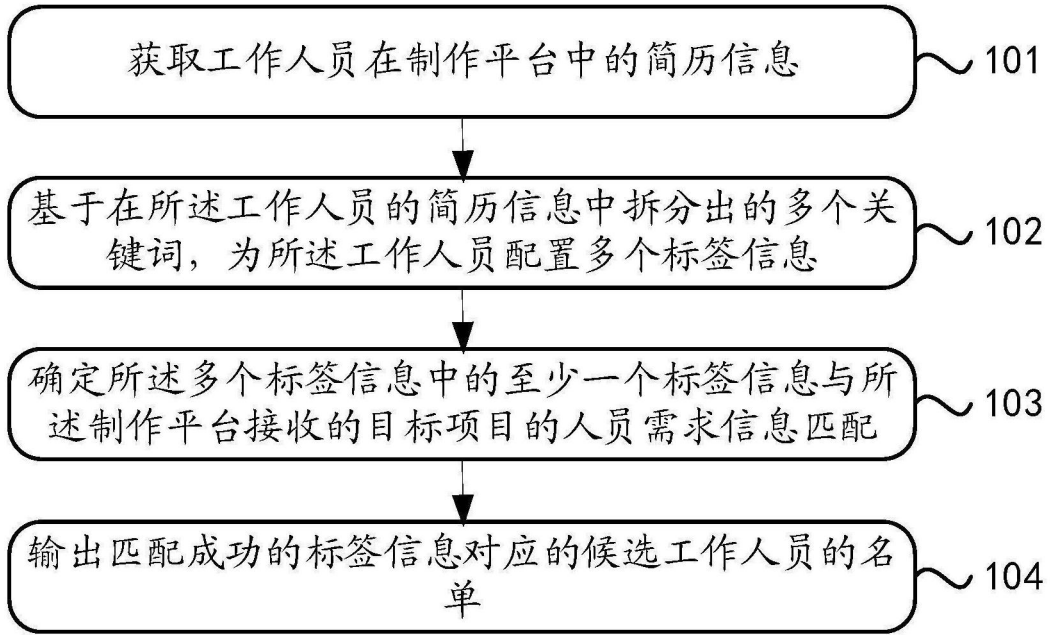 获取工作人员在制作平台中的简历信息
101
基于在所述工作人员的简历信息中拆分出的多个关
键词，为所述工作人员配置多个标签信息
102
确定所述多个标签信息中的至少一个标签信息与所
述制作平台接收的目标项目的人员需求信息匹配
103
输出匹配成功的标签信息对应的候选工作人员的名
单
104